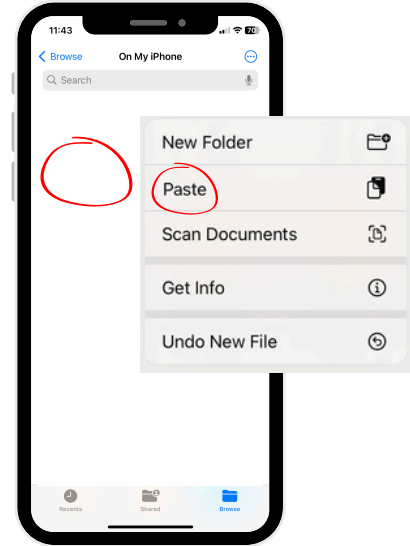 11:43
70
Browse
On My iPhone
Search
New Folder
Paste
Scan Documents
Get Info
Undo New File
Recents
Shared
Browse